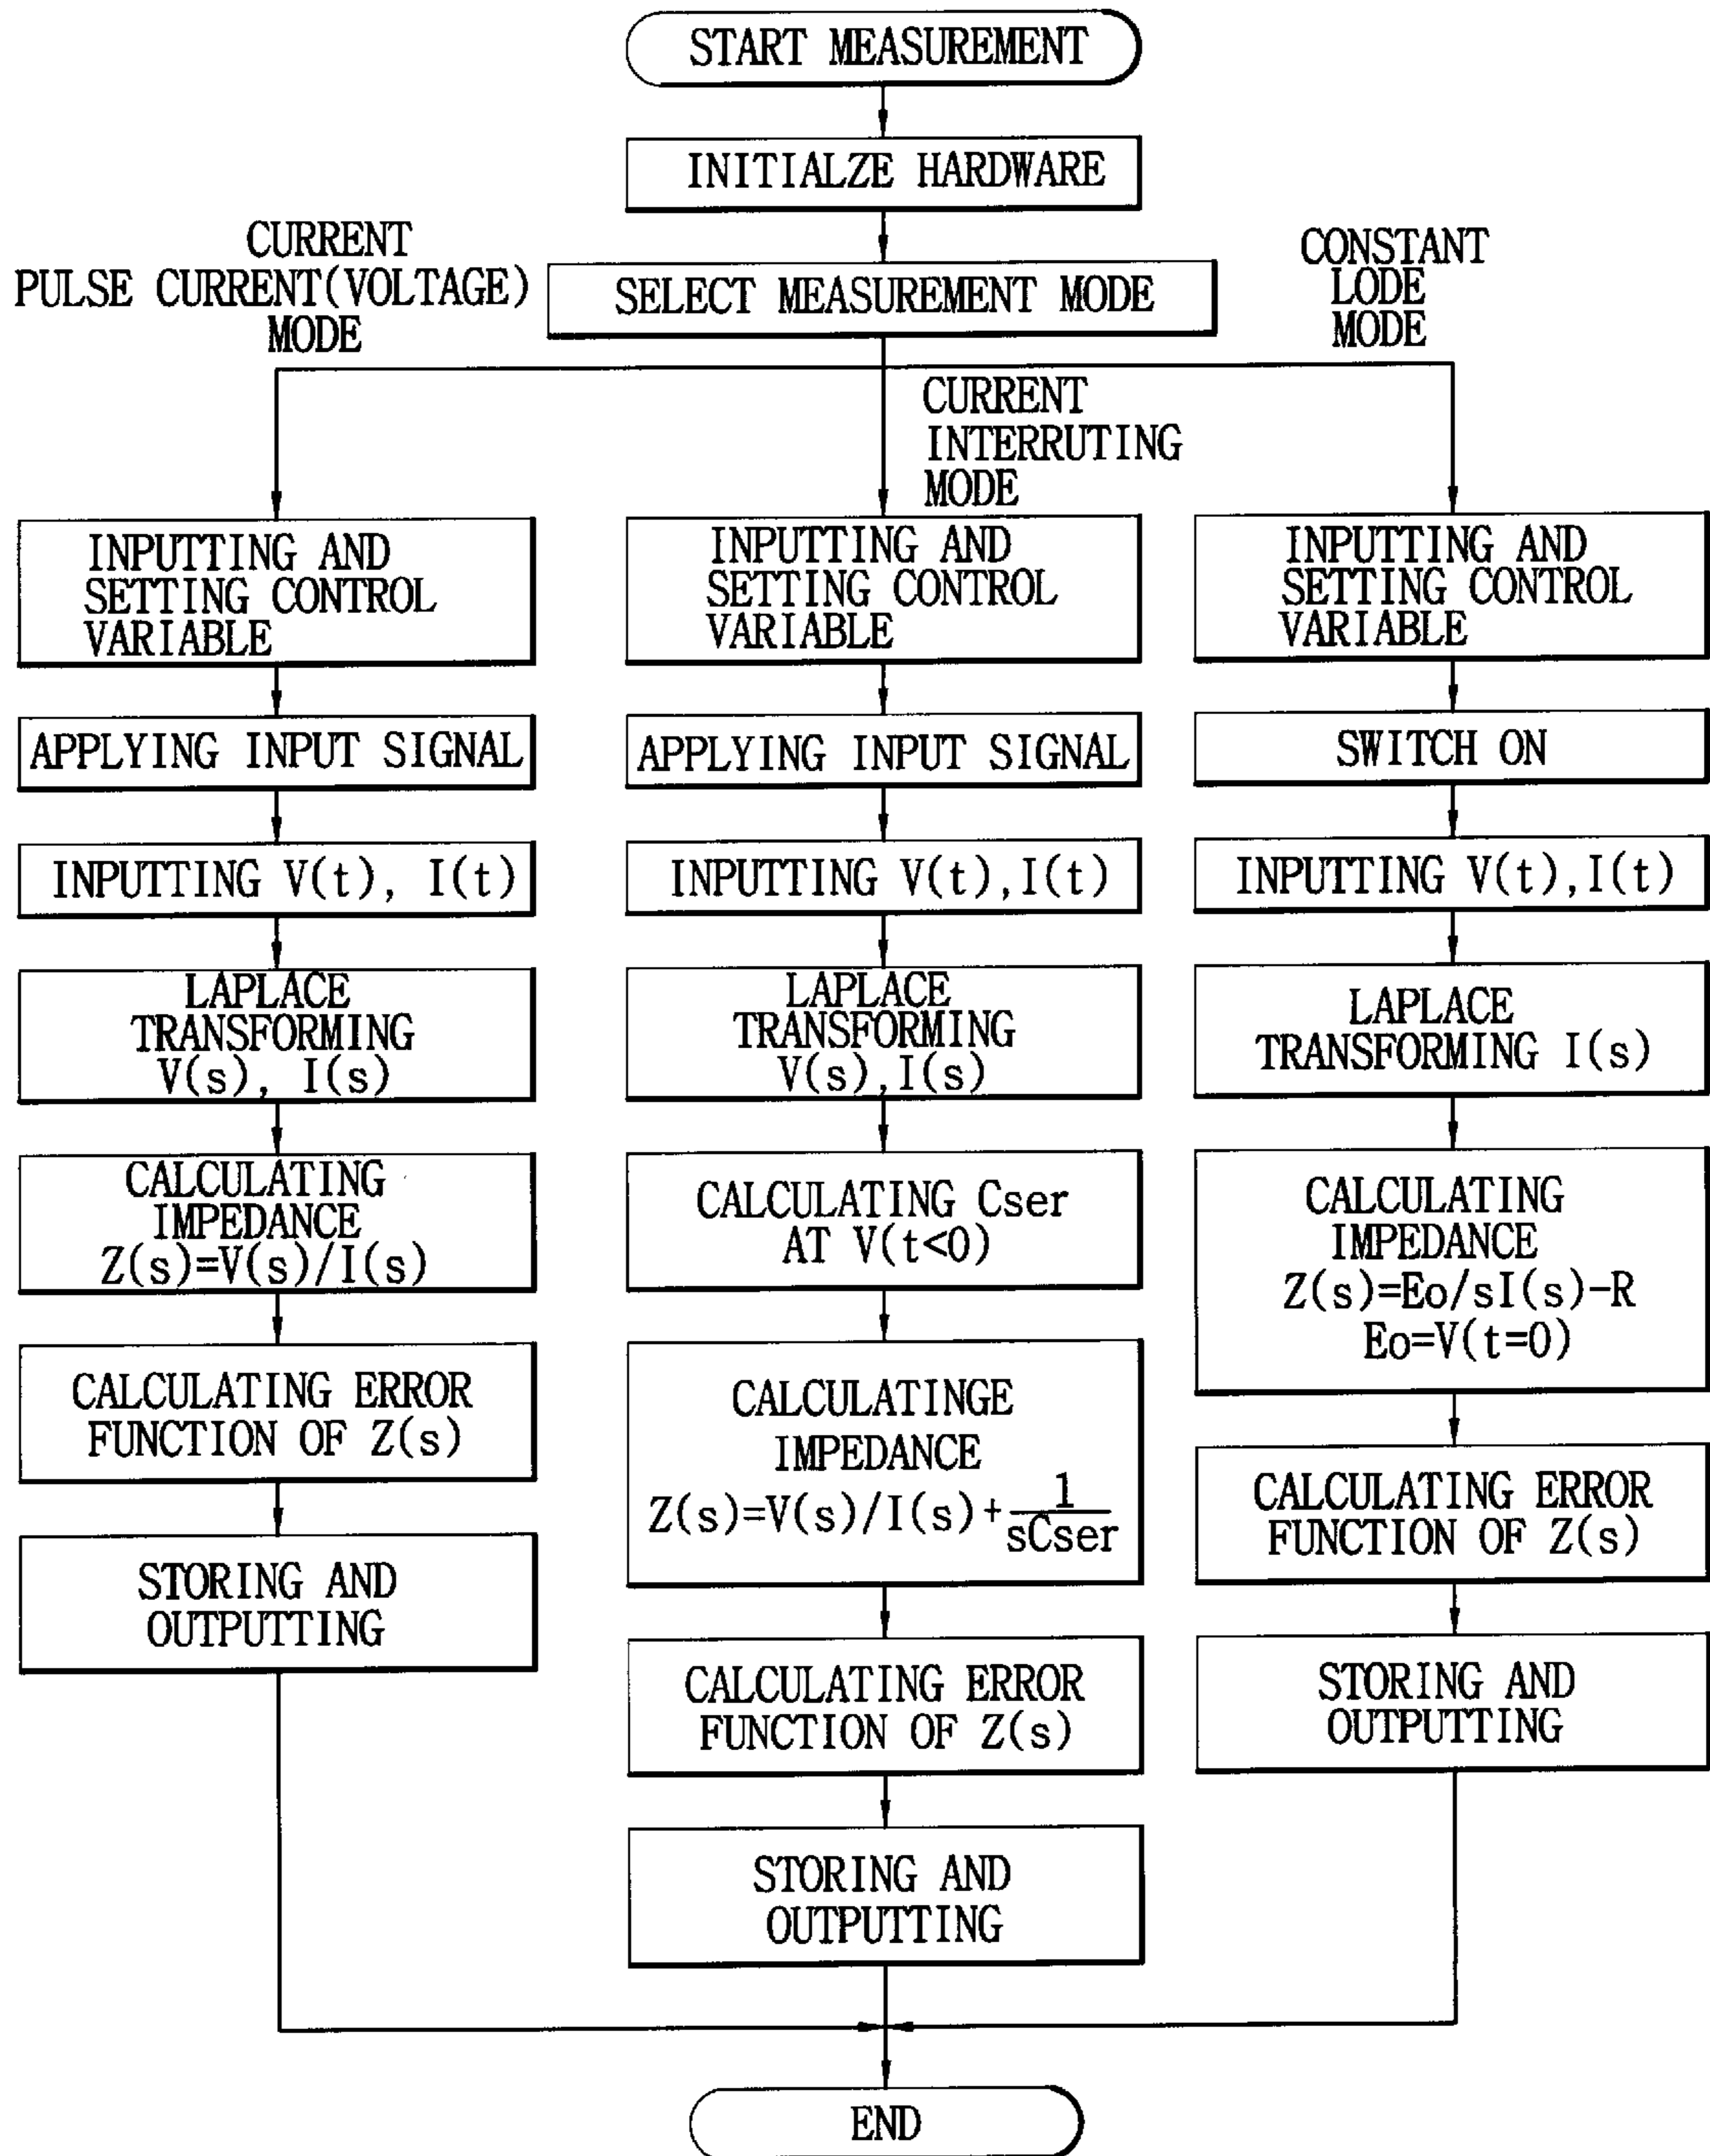 START MEASUREMENT
INITIALZE HARDWARE
SELECT MEASUREMENT MODE
CURRENT
PULSE CURRENT(VOLTAGE)
MODE
CURRENT
INTERRUTING
MODE
CONSTANT
LODE
MODE
INPUTTING AND
SETTING CONTROL
VARIABLE
APPLYING INPUT SIGNAL
INPUTTING V(t), I(t)
LAPLACE
TRANSFORMING
V(s), I(s)
CALCULATING
IMPEDANCE
Z(s)=V(s)/I(s)
CALCULATING ERROR
FUNCTION OF Z(s)
STORING AND
OUTPUTTING
INPUTTING AND
SETTING CONTROL
VARIABLE
APPLYING INPUT SIGNAL
INPUTTING V(t),I(t)
LAPLACE
TRANSFORMING
V(s),I(s)
CALCULATING Cser
AT V(t<0)
CALCULATINGE
IMPEDANCE
Z(s)=V(s)/I(s)+1/sCser
CALCULATING ERROR
FUNCTION OF Z(s)
STORING AND
OUTPUTTING
INPUTTING AND
SETTING CONTROL
VARIABLE
SWITCH ON
INPUTTING V(t),I(t)
LAPLACE
TRANSFORMING I(s)
CALCULATING
IMPEDANCE
Z(s)=Eo/sI(s)-R
Eo=V(t=0)
CALCULATING ERROR
FUNCTION OF Z(s)
STORING AND
OUTPUTTING
END